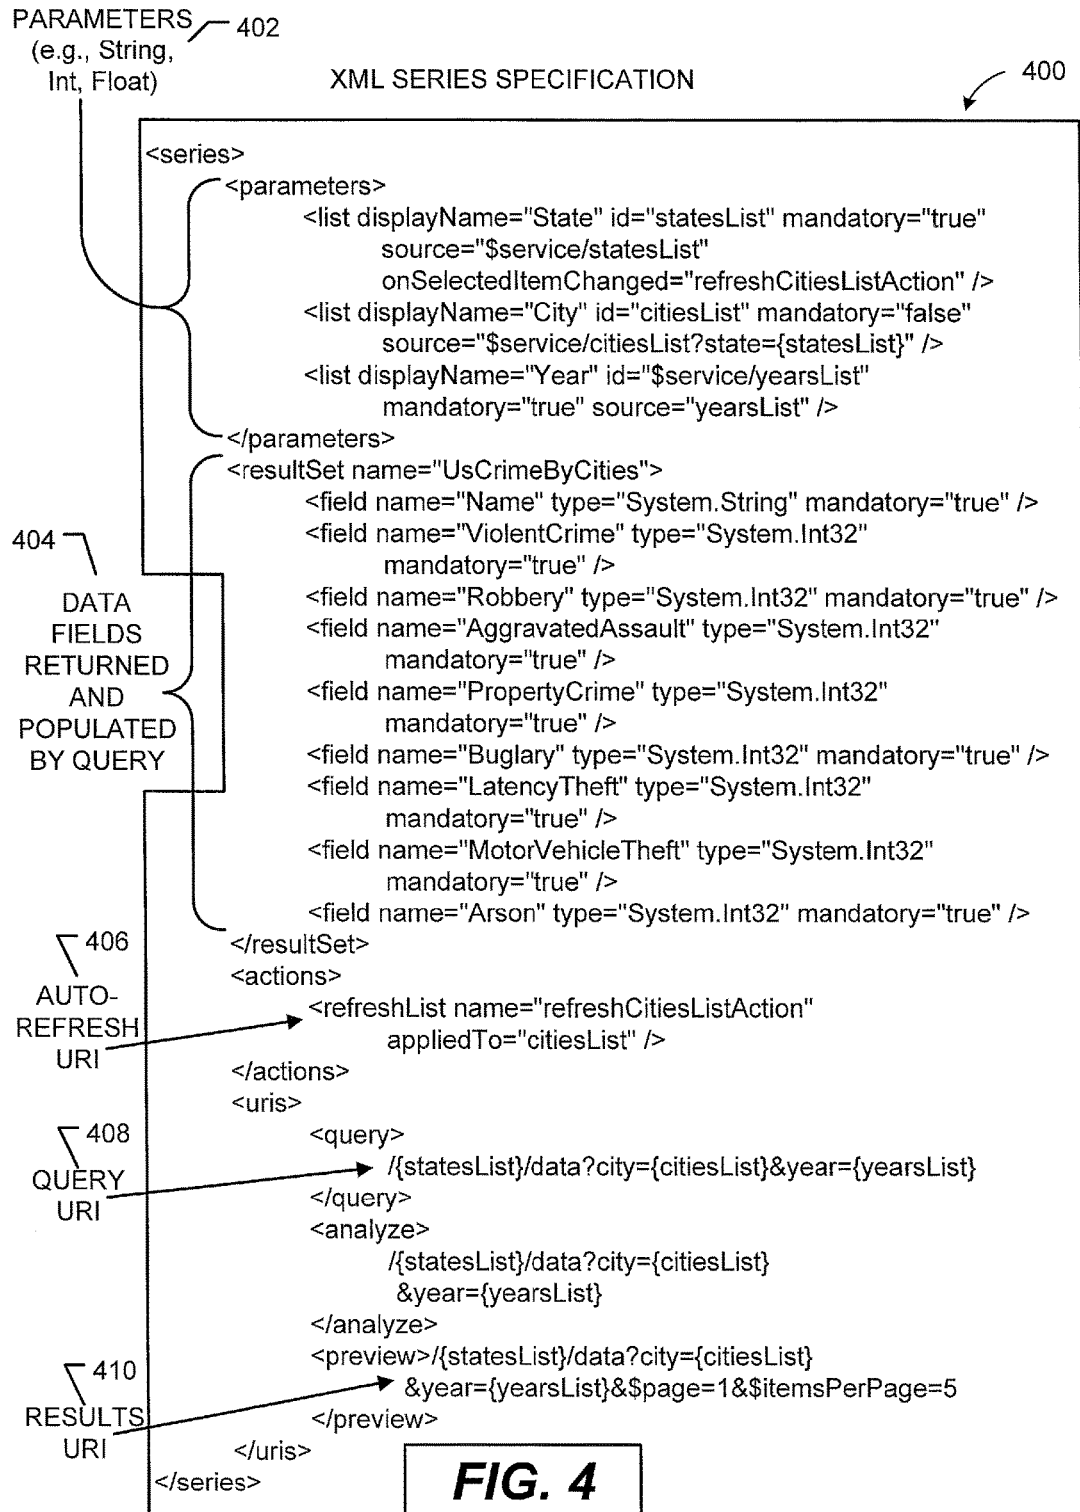 PARAMETERS
(e.g., String,
Int, Float)
402
XML SERIES SPECIFICATION
400
<series>
<parameters>
<list displayName="State" id="statesList" mandatory="true"
source="$service/statesList"
onSelectedItemChanged="refreshCitiesListAction" />
<list displayName="City" id="citiesList" mandatory="false"
source="$service/citiesList?state={statesList}" />
<list displayName="Year" id="$service/yearsList"
mandatory="true" source="yearsList" />
</parameters>
<resultSet name="UsCrimeByCities">
<field name="Name" type="System.String" mandatory="true" />
<field name="ViolentCrime" type="System.Int32"
mandatory="true" />
<field name="Robbery" type="System.Int32" mandatory="true" />
<field name="AggravatedAssault" type="System.Int32"
mandatory="true" />
<field name="PropertyCrime" type="System.Int32"
mandatory="true" />
<field name="Buglary" type="System.Int32" mandatory="true" />
<field name="LatencyTheft" type="System.Int32"
mandatory="true" />
<field name="MotorVehicleTheft" type="System.Int32"
mandatory="true" />
<field name="Arson" type="System.Int32" mandatory="true" />
</resultSet>
404
DATA
FIELDS
RETURNED
AND
POPULATED
BY QUERY
<actions>
<refreshList name="refreshCitiesListAction"
appliedTo="citiesList" />
</actions>
406
AUTO-
REFRESH
URI
<uris>
<query>
/{statesList}/data?city={citiesList}&year={yearsList}
</query>
408
QUERY
URI
<analyze>
/{statesList}/data?city={citiesList}
&year={yearsList}
</analyze>
<preview>/{statesList}/data?city={citiesList}
&year={yearsList}&$page=1&$itemsPerPage=5
</preview>
410
RESULTS
URI
</uris>
</series>
FIG. 4